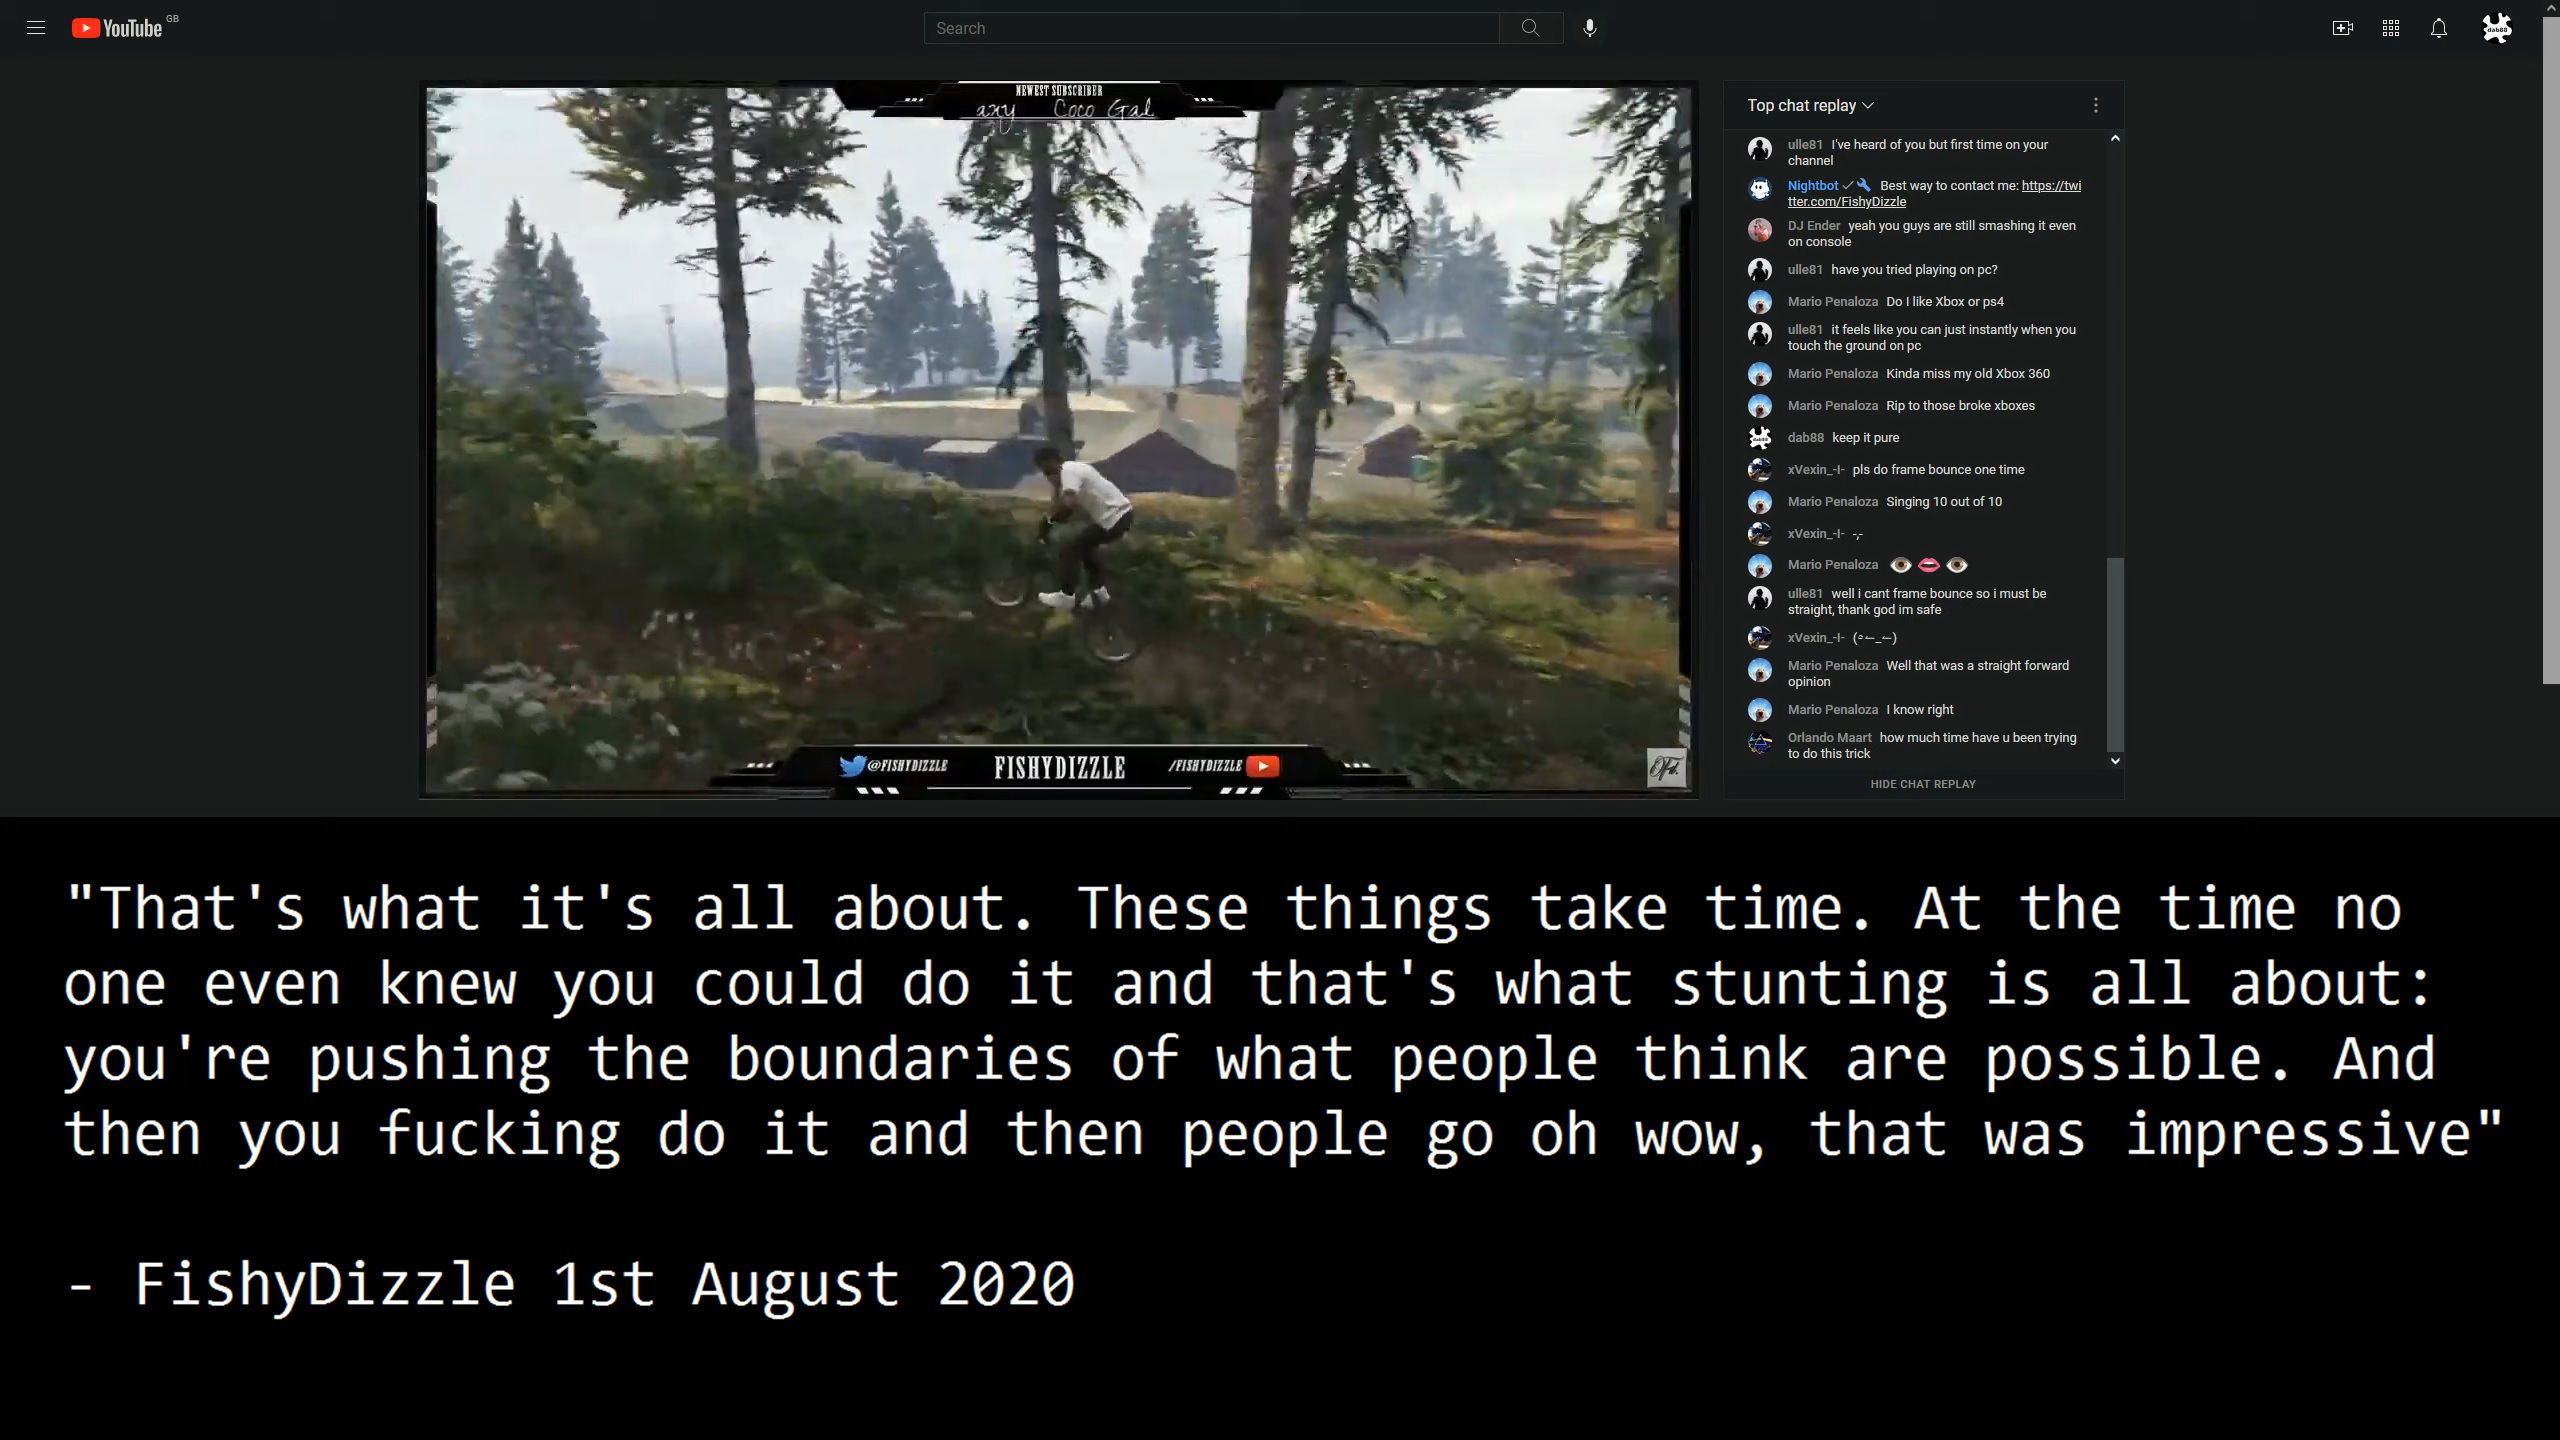 YouTube GB
Search
dab88
NEWEST SUBSCRIBER
axy Coco Gal
@FISHYDIZZLE FISHYDIZZLE /FISHYDIZZLE
Top chat replay
ulle81 I've heard of you but first time on your
channel
Nightbot Best way to contact me: https://twi
tter.com/FishyDizzle
DJ Ender yeah you guys are still smashing it even
on console
ulle81 have you tried playing on pc?
Mario Penaloza Do I like Xbox or ps4
ulle81 it feels like you can just instantly when you
touch the ground on pc
Mario Penaloza Kinda miss my old Xbox 360
Mario Penaloza Rip to those broke xboxes
dab88 keep it pure
xVexin_-I- pls do frame bounce one time
Mario Penaloza Singing 10 out of 10
xVexin_-I- -,-
Mario Penaloza 👁👄👁
ulle81 well i cant frame bounce so i must be
straight, thank god im safe
xVexin_-I-
Mario Penaloza Well that was a straight forward
opinion
Mario Penaloza I know right
Orlando Maart how much time have u been trying
to do this trick
HIDE CHAT REPLAY
"That's what it's all about. These things take time. At the time no
one even knew you could do it and that's what stunting is all about:
you're pushing the boundaries of what people think are possible. And
then you fucking do it and then people go oh wow, that was impressive"
- FishyDizzle 1st August 2020